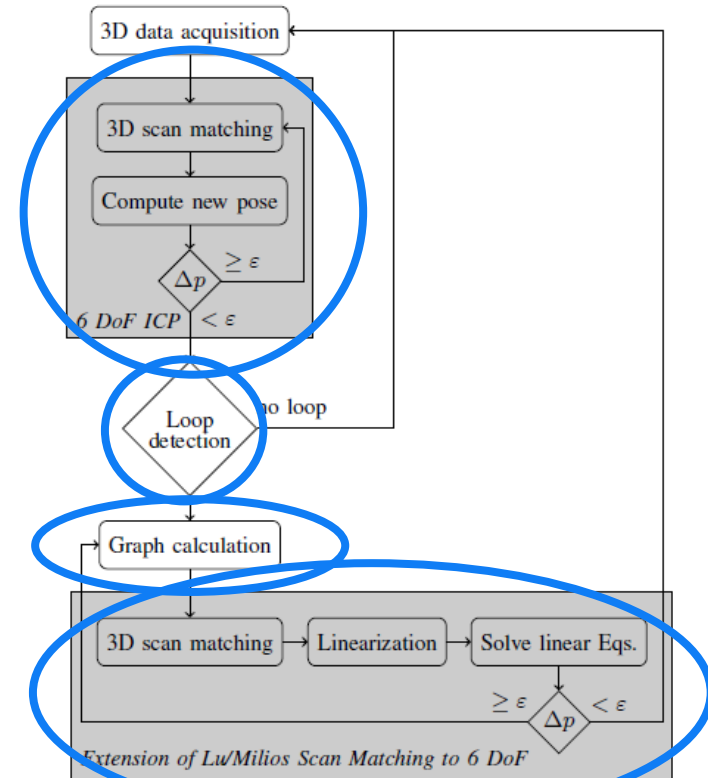 3D data acquisition
3D scan matching
Compute new pose
≥ ε
Δp
6 DoF ICP
< ε
no loop
Loop
detection
Graph calculation
3D scan matching
Linearization
Solve linear Eqs.
≥ ε
Δp
< ε
Extension of Lu/Milios Scan Matching to 6 DoF